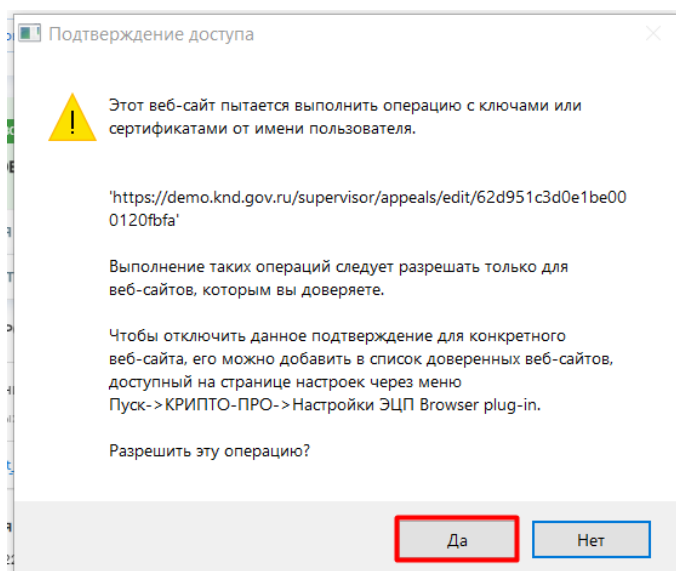 Подтверждение доступа
Этот веб-сайт пытается выполнить операцию с ключами или
сертификатами от имени пользователя.
'https://demo.knd.gov.ru/supervisor/appeals/edit/62d951c3d0e1be00
0120fbfa'
Выполнение таких операций следует разрешать только для
веб-сайтов, которым вы доверяете.
Чтобы отключить данное подтверждение для конкретного
веб-сайта, его можно добавить в список доверенных веб-сайтов,
доступный на странице настроек через меню
Пуск->КРИПТО-ПРО->Настройки ЭЦП Browser plug-in.
Разрешить эту операцию?
Да Нет